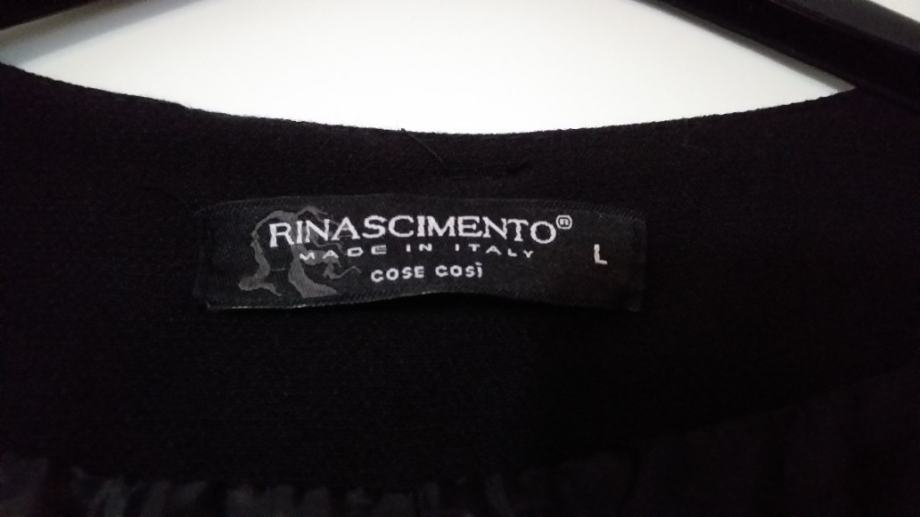 RINASCIMENTO®
MADE IN ITALY
COSE COSÌ
L